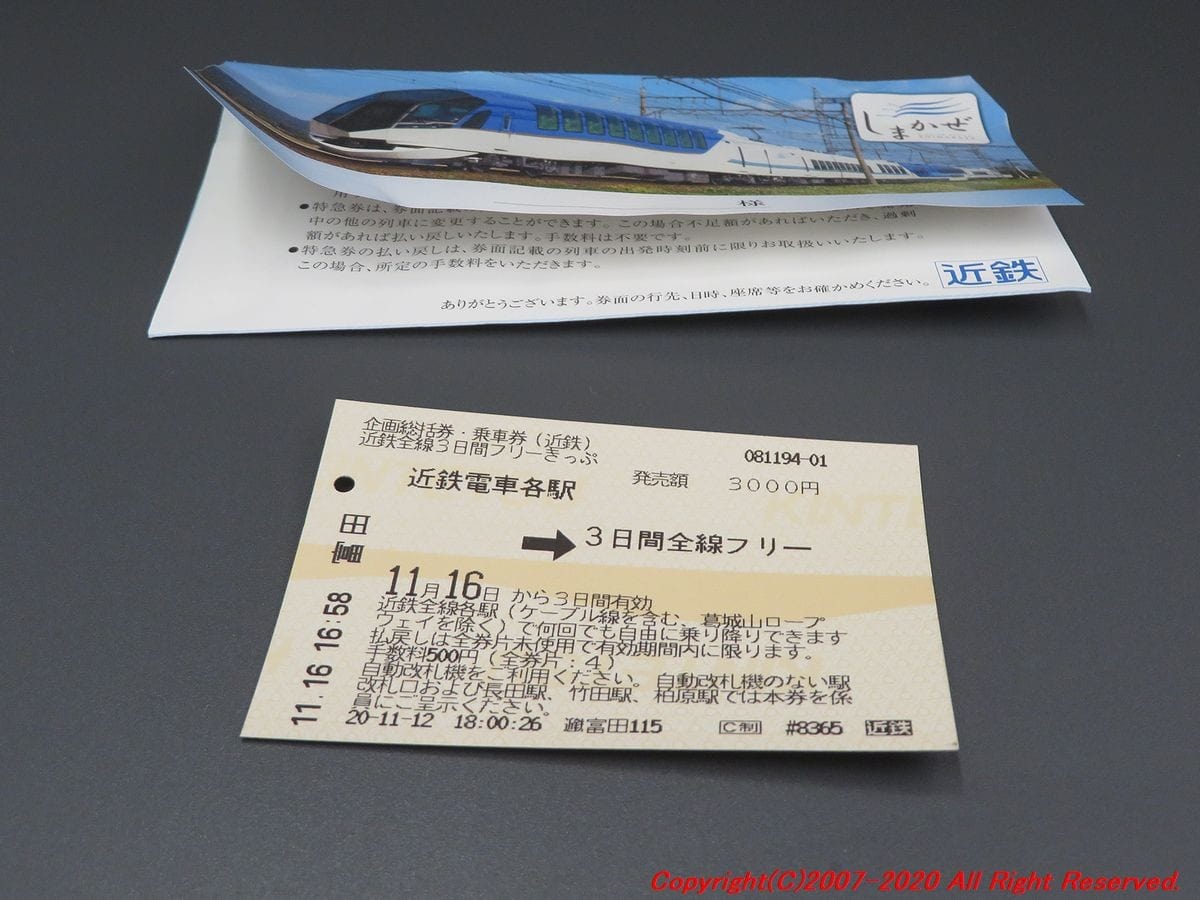 しまかぜ
様
用
●特急券は、券面記載
中の他の列車に変更することができます。この場合不足額があればいただき、過剰
額があれば払い戻しいたします。手数料は不要です。
●特急券の払い戻しは、券面記載の列車の出発時刻前に限りお取扱いいたします。
この場合、所定の手数料をいただきます。
ありがとうございます。券面の行先、日時、座席等をお確かめください。
近鉄
企画総括券・乗車券（近鉄）
近鉄全線３日間フリーきっぷ
081194-01
近鉄電車各駅
発売額 3000円
➡３日間全線フリー
11月16日から３日間有効
近鉄全線各駅（ケーブル線を含む、葛城山ロープ
ウェイを除く）で何回でも自由に乗り降りできます
払戻しは全券片未使用で有効期間内に限ります。
手数料500円（全券片：4）
自動改札機をご利用ください。自動改札機のない駅
改札口および長田駅、竹田駅、柏原駅では本券を係
員にご呈示ください。
20-11-12 18:00:26 富田115 C制 #8365 近鉄
11.16 16:58 富田
Copyright(C)2007-2020 All Right Reserved.